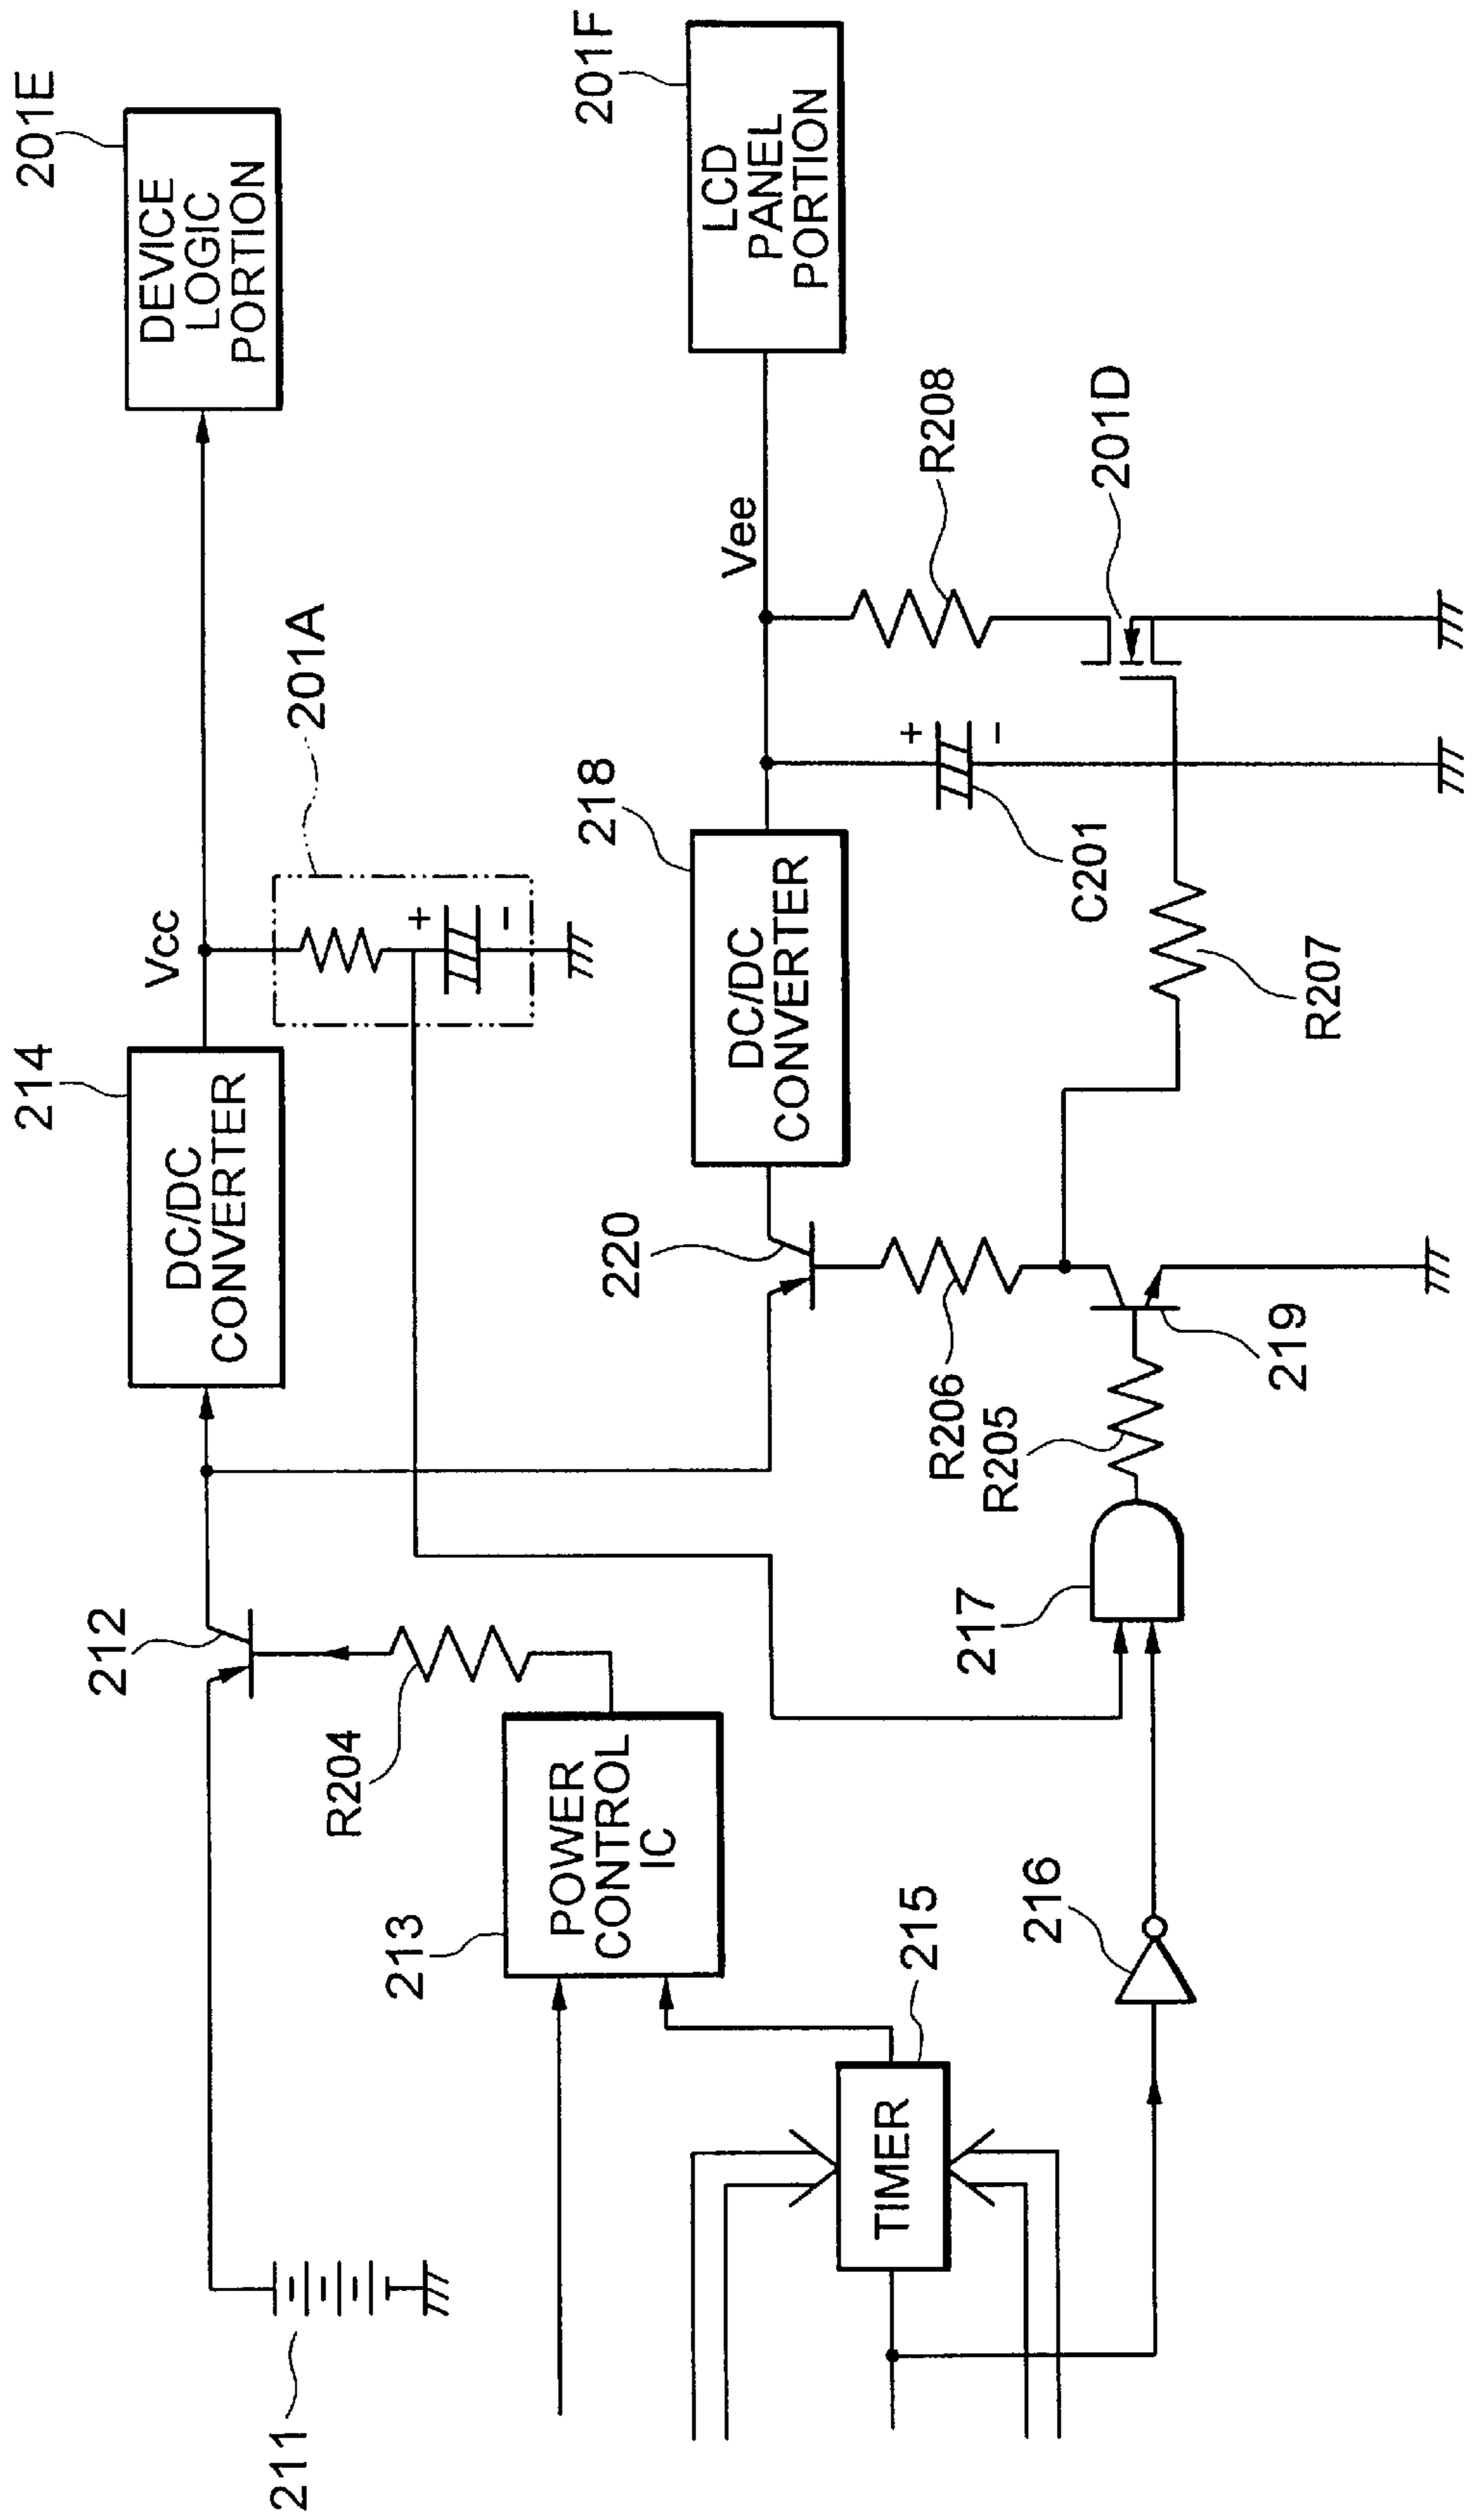 211
212
214
DC/DC
CONVERTER
Vcc
201A
+
−
201E
DEVICE
LOGIC
PORTION
R204
213
POWER
CONTROL
IC
215
TIMER
216
217
R205
R206
219
220
218
DC/DC
CONVERTER
R207
C201
+
−
Vee
R208
201D
201F
LCD
PANEL
PORTION